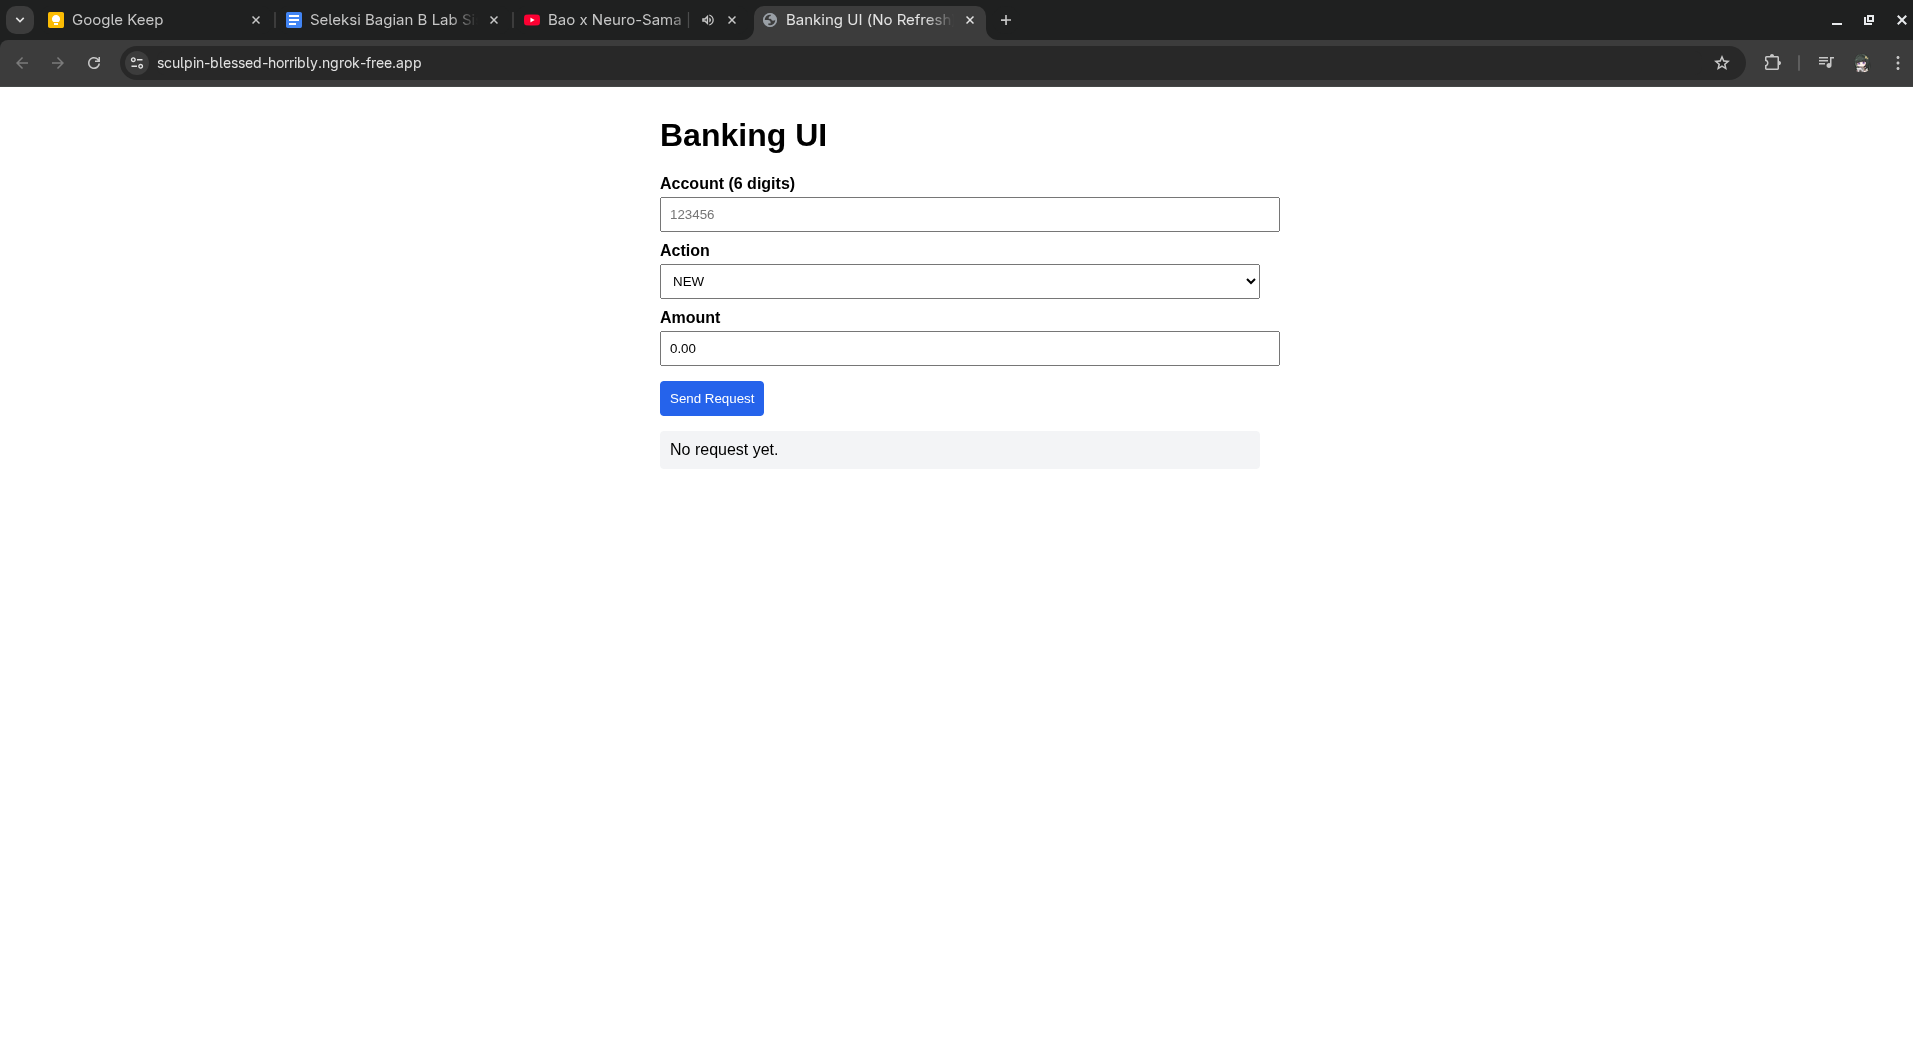 Google Keep
Seleksi Bagian B Lab S
Bao x Neuro-Sama
Banking UI (No Refresh
sculpin-blessed-horribly.ngrok-free.app
Banking UI
Account (6 digits)
123456
Action
NEW
Amount
0.00
Send Request
No request yet.